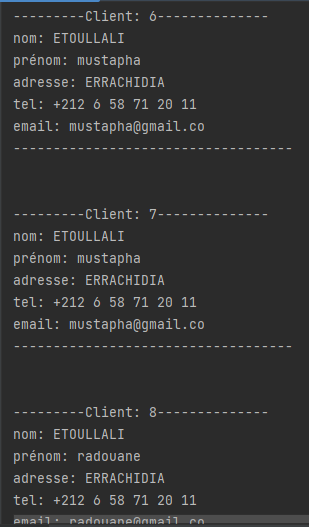 ---------Client: 6--------------
nom: ETOULLALI
prénom: mustapha
adresse: ERRACHIDIA
tel: +212 6 58 71 20 11
email: mustapha@gmail.co
-----------------------------------
---------Client: 7--------------
nom: ETOULLALI
prénom: mustapha
adresse: ERRACHIDIA
tel: +212 6 58 71 20 11
email: mustapha@gmail.co
-----------------------------------
---------Client: 8--------------
nom: ETOULLALI
prénom: radouane
adresse: ERRACHIDIA
tel: +212 6 58 71 20 11
email: radouane@gmail.co